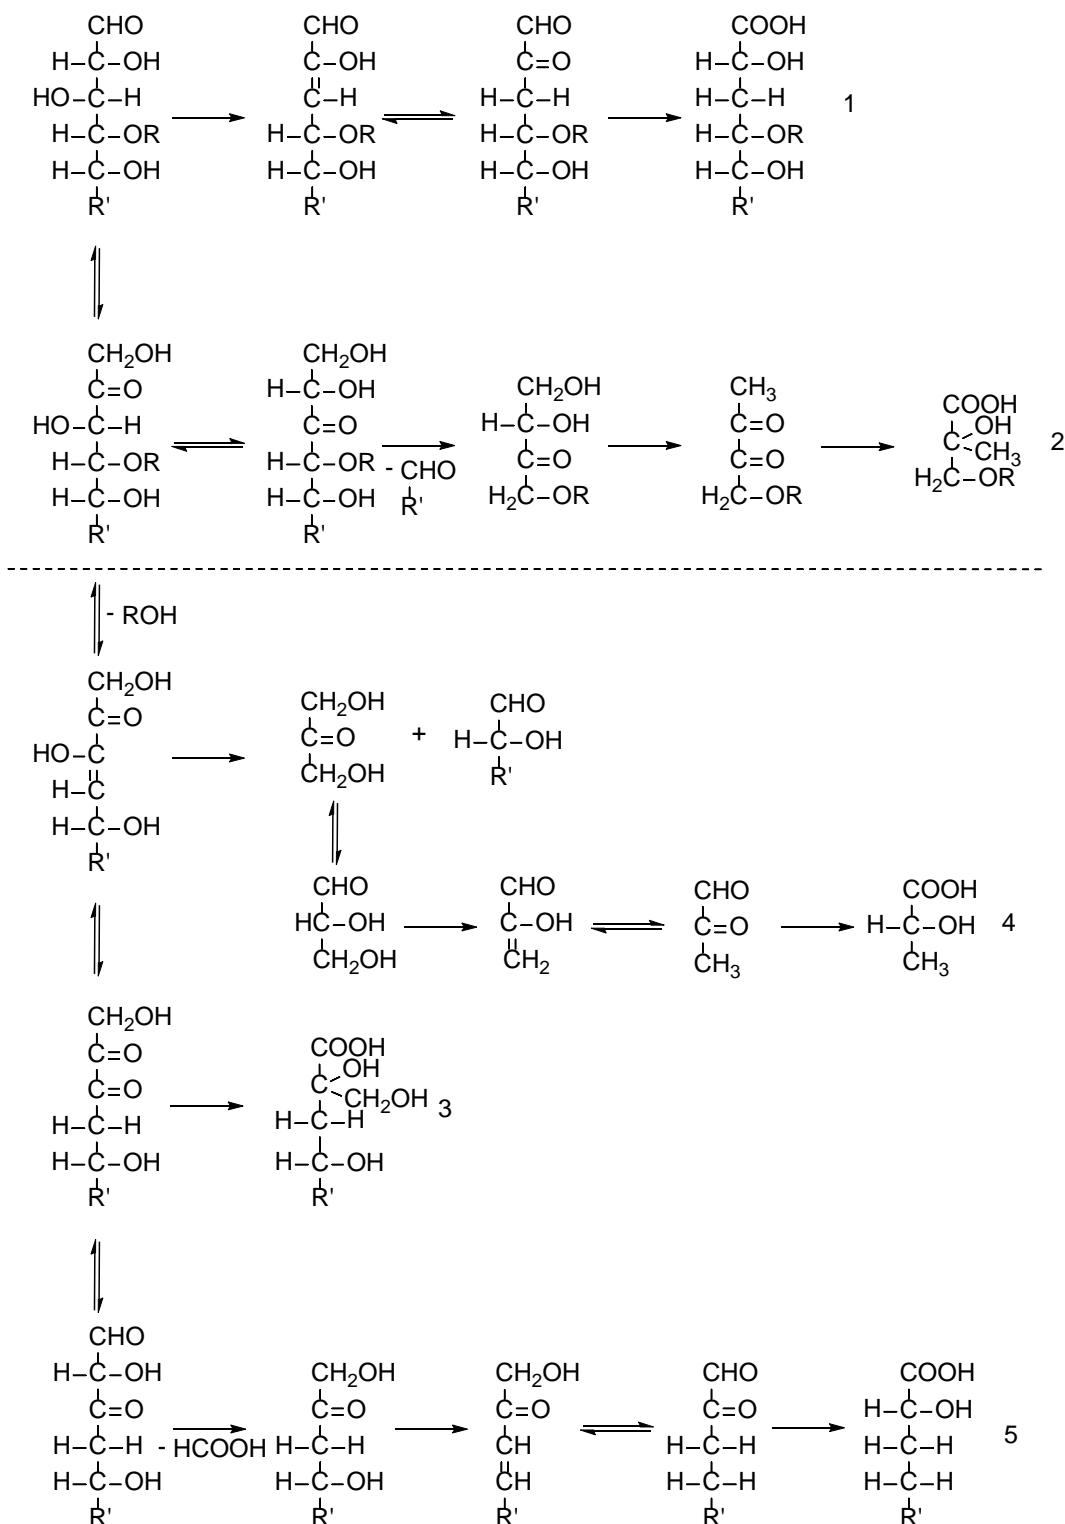 CHO CHO CHO COOH
H–C–OH C–OH C=O H–C–OH
HO–C–H C–H H–C–H H–C–H 1
H–C–OR H–C–OR H–C–OR H–C–OR
H–C–OH H–C–OH H–C–OH H–C–OH
R' R' R' R'
CH2OH CH2OH
C=O H–C–OH CH2OH CH3
HO–C–H C=O H–C–OH C=O COOH
H–C–OR H–C–OR - CHO C=O C=O C OH CH3 2
H–C–OH H–C–OH R' H2C–OR H2C–OR H2C–OR
R' R'
- ROH
CH2OH CH2OH CHO
C=O C=O + H–C–OH
HO–C CH2OH R'
H–C
H–C–OH
R'
CHO CHO CHO COOH
HC–OH C–OH C=O H–C–OH 4
CH2OH CH2 CH3 CH3
CH2OH
C=O COOH
C=O C OH CH2OH 3
H–C–H H–C–H
H–C–OH H–C–OH
R' R'
CHO
H–C–OH CH2OH CH2OH CHO COOH
C=O C=O C=O C=O H–C–OH
H–C–H - HCOOH H–C–H CH H–C–H H–C–H 5
H–C–OH H–C–OH CH H–C–H H–C–H
R' R' R' R' R'